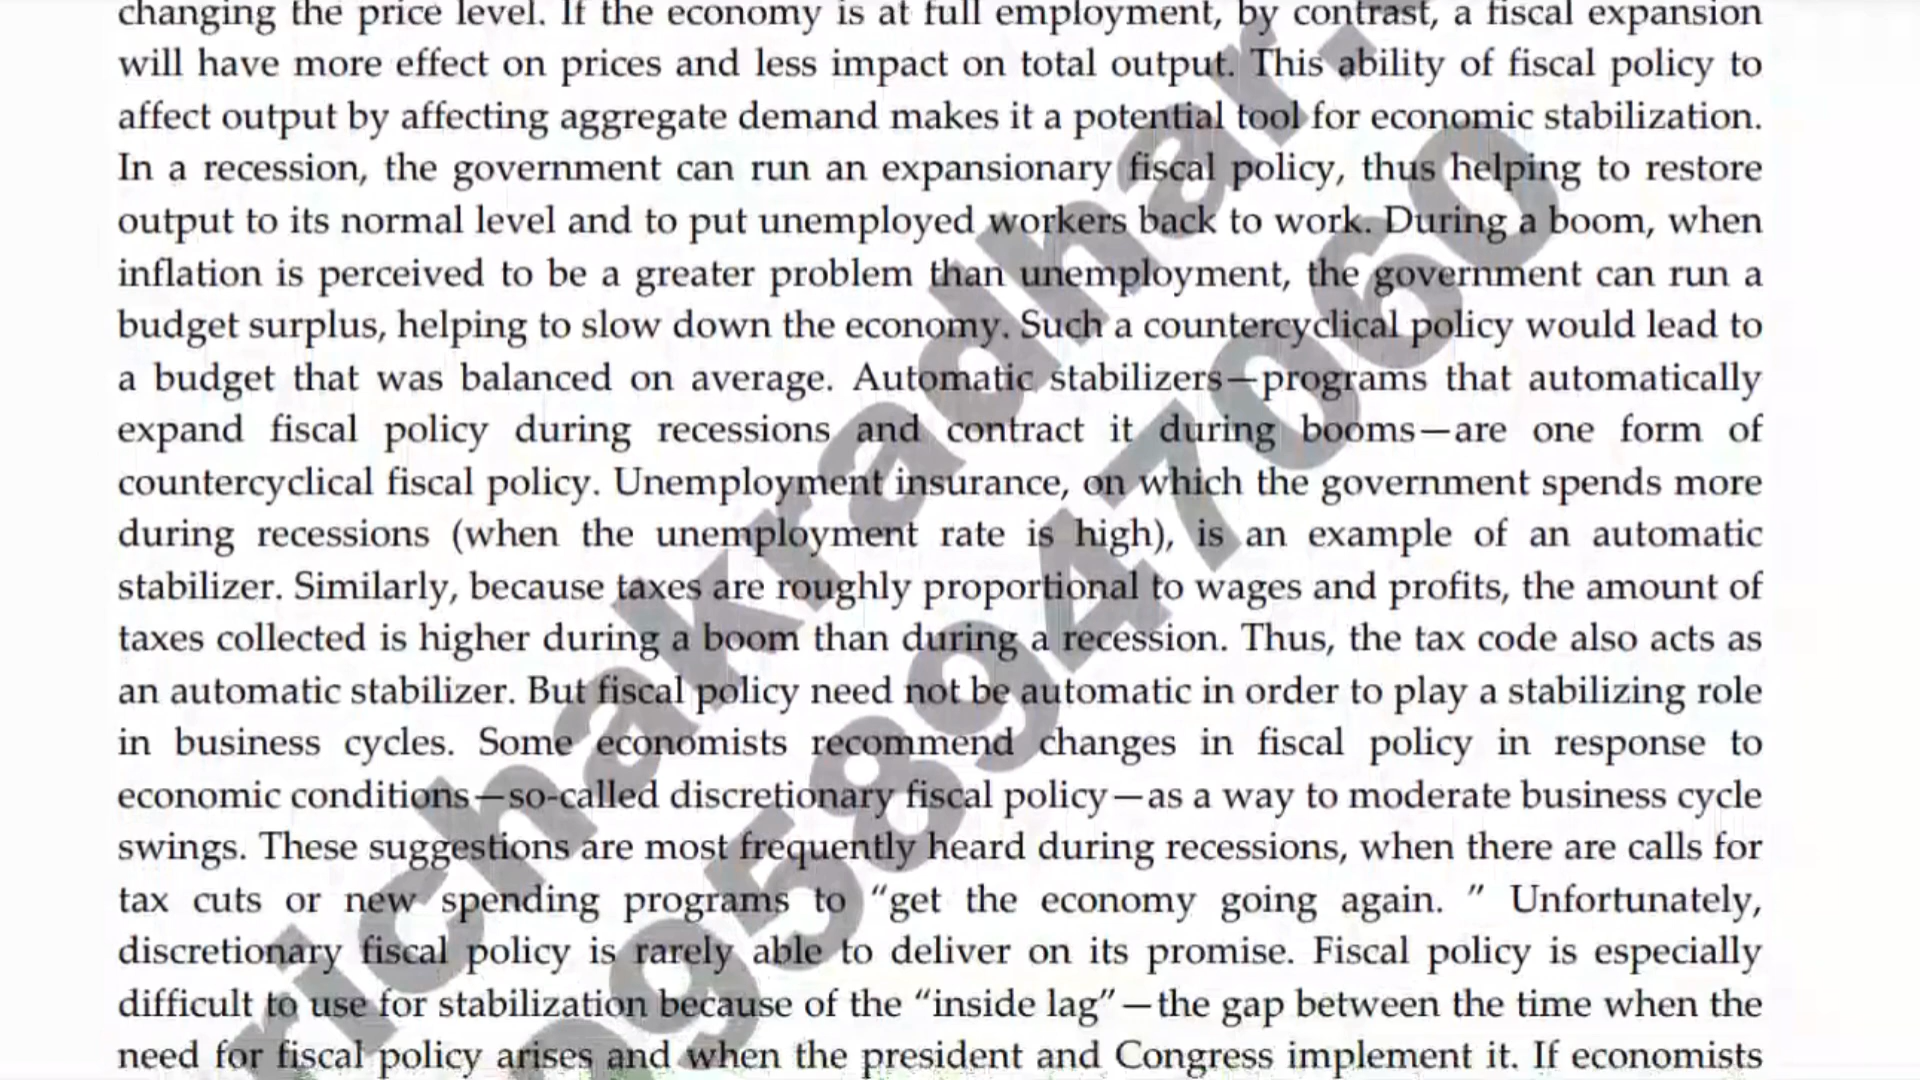 changing the price level. If the economy is at full employment, by contrast, a fiscal expansion
will have more effect on prices and less impact on total output. This ability of fiscal policy to
affect output by affecting aggregate demand makes it a potential tool for economic stabilization.
In a recession, the government can run an expansionary fiscal policy, thus helping to restore
output to its normal level and to put unemployed workers back to work. During a boom, when
inflation is perceived to be a greater problem than unemployment, the government can run a
budget surplus, helping to slow down the economy. Such a countercyclical policy would lead to
a budget that was balanced on average. Automatic stabilizers—programs that automatically
expand fiscal policy during recessions and contract it during booms—are one form of
countercyclical fiscal policy. Unemployment insurance, on which the government spends more
during recessions (when the unemployment rate is high), is an example of an automatic
stabilizer. Similarly, because taxes are roughly proportional to wages and profits, the amount of
taxes collected is higher during a boom than during a recession. Thus, the tax code also acts as
an automatic stabilizer. But fiscal policy need not be automatic in order to play a stabilizing role
in business cycles. Some economists recommend changes in fiscal policy in response to
economic conditions—so-called discretionary fiscal policy—as a way to moderate business cycle
swings. These suggestions are most frequently heard during recessions, when there are calls for
tax cuts or new spending programs to “get the economy going again. ” Unfortunately,
discretionary fiscal policy is rarely able to deliver on its promise. Fiscal policy is especially
difficult to use for stabilization because of the “inside lag”—the gap between the time when the
need for fiscal policy arises and when the president and Congress implement it. If economists
richakradhar.
0958947060